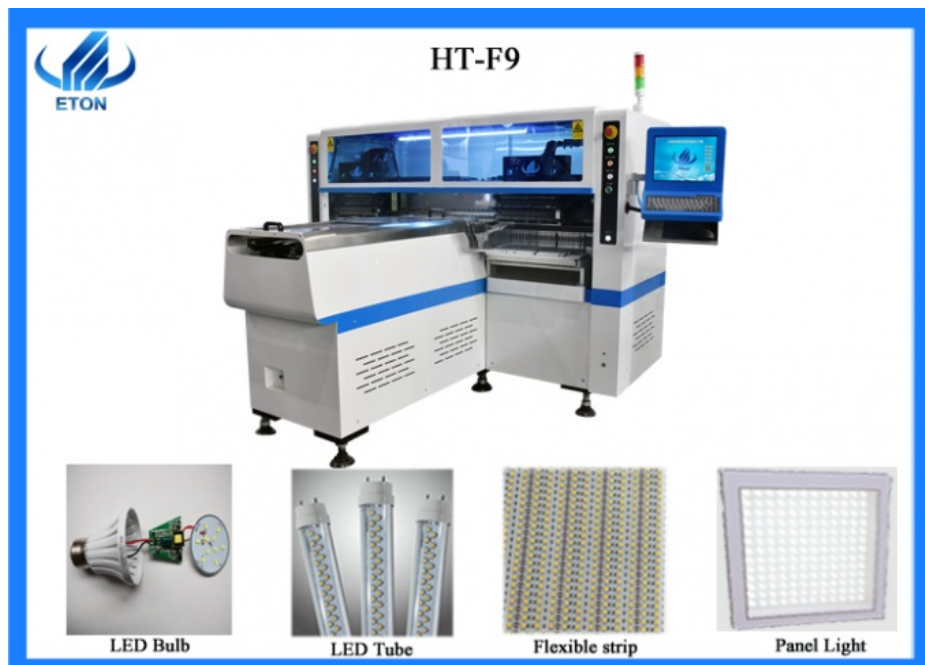 HT-F9
ETON
LED Bulb
LED Tube
Flexible strip
Panel Light